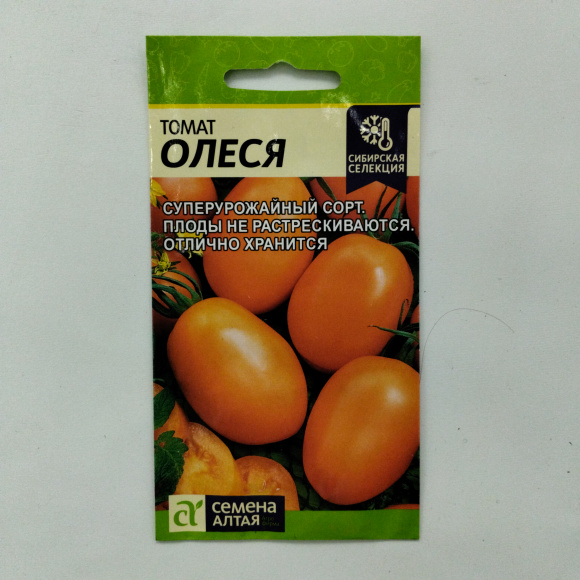 ТОМАТ
ОЛЕСЯ
СИБИРСКАЯ
СЕЛЕКЦИЯ
СУПЕРУРОЖАЙНЫЙ СОРТ.
ПЛОДЫ НЕ РАСТРЕСКИВАЮТСЯ.
ОТЛИЧНО ХРАНИТСЯ
семена
АЛТАЯ